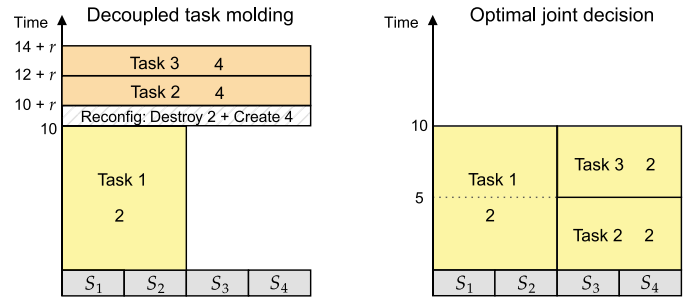 Decoupled task molding
Time
14 + r
12 + r
10 + r
10
Task 3 4
Task 2 4
Reconfig: Destroy 2 + Create 4
Task 1
2
S₁ S₂ S₃ S₄
Optimal joint decision
Time
10
5
Task 1
2
Task 3 2
Task 2 2
S₁ S₂ S₃ S₄